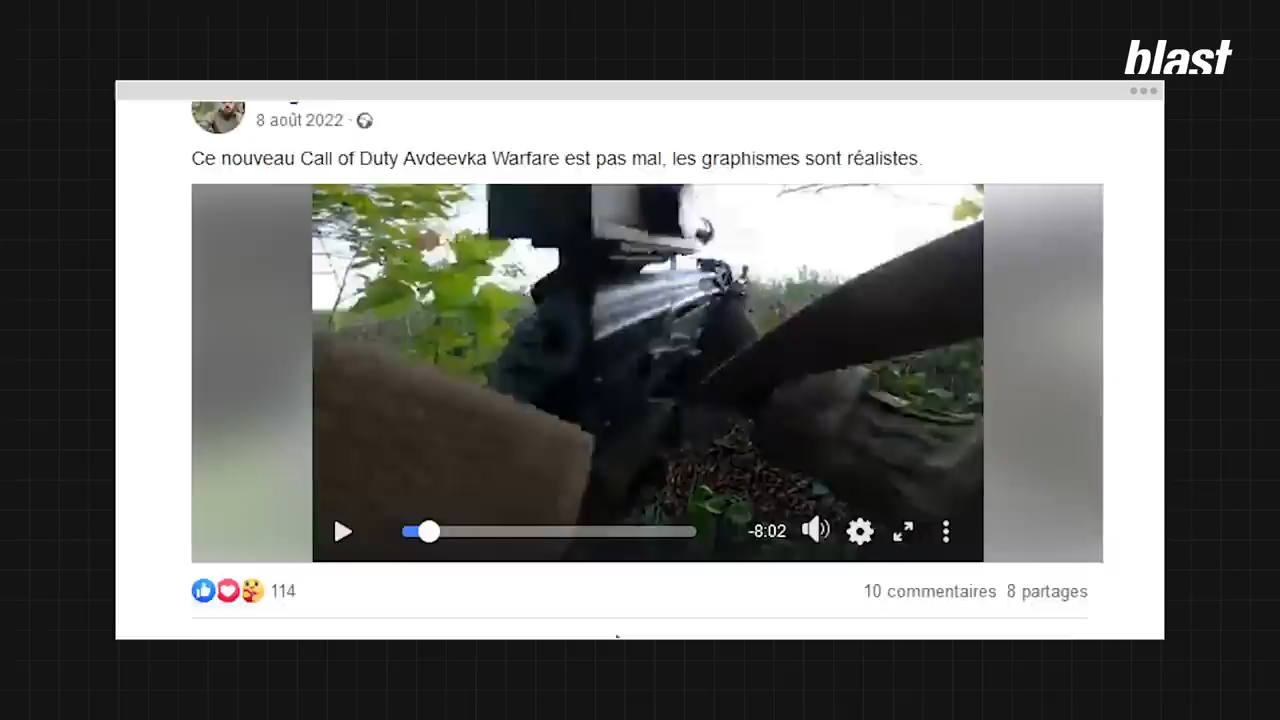 blast
8 août 2022 ·
Ce nouveau Call of Duty Avdeevka Warfare est pas mal, les graphismes sont réalistes.
-8:02
114
10 commentaires 8 partages